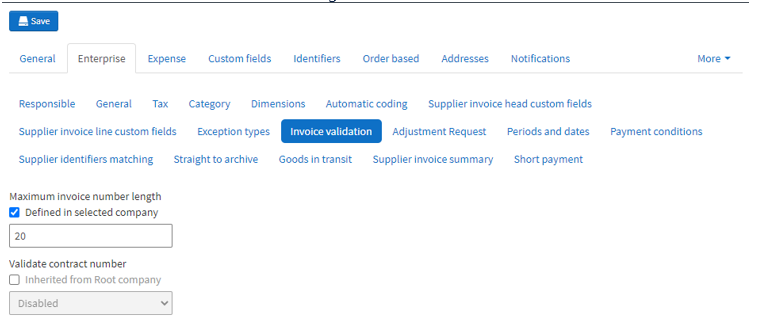 Save
General Enterprise Expense Custom fields Identifiers Order based Addresses Notifications More
Responsible General Tax Category Dimensions Automatic coding Supplier invoice head custom fields
Supplier invoice line custom fields Exception types Invoice validation Adjustment Request Periods and dates Payment conditions
Supplier identifiers matching Straight to archive Goods in transit Supplier invoice summary Short payment
Maximum invoice number length
Defined in selected company
20
Validate contract number
Inherited from Root company
Disabled